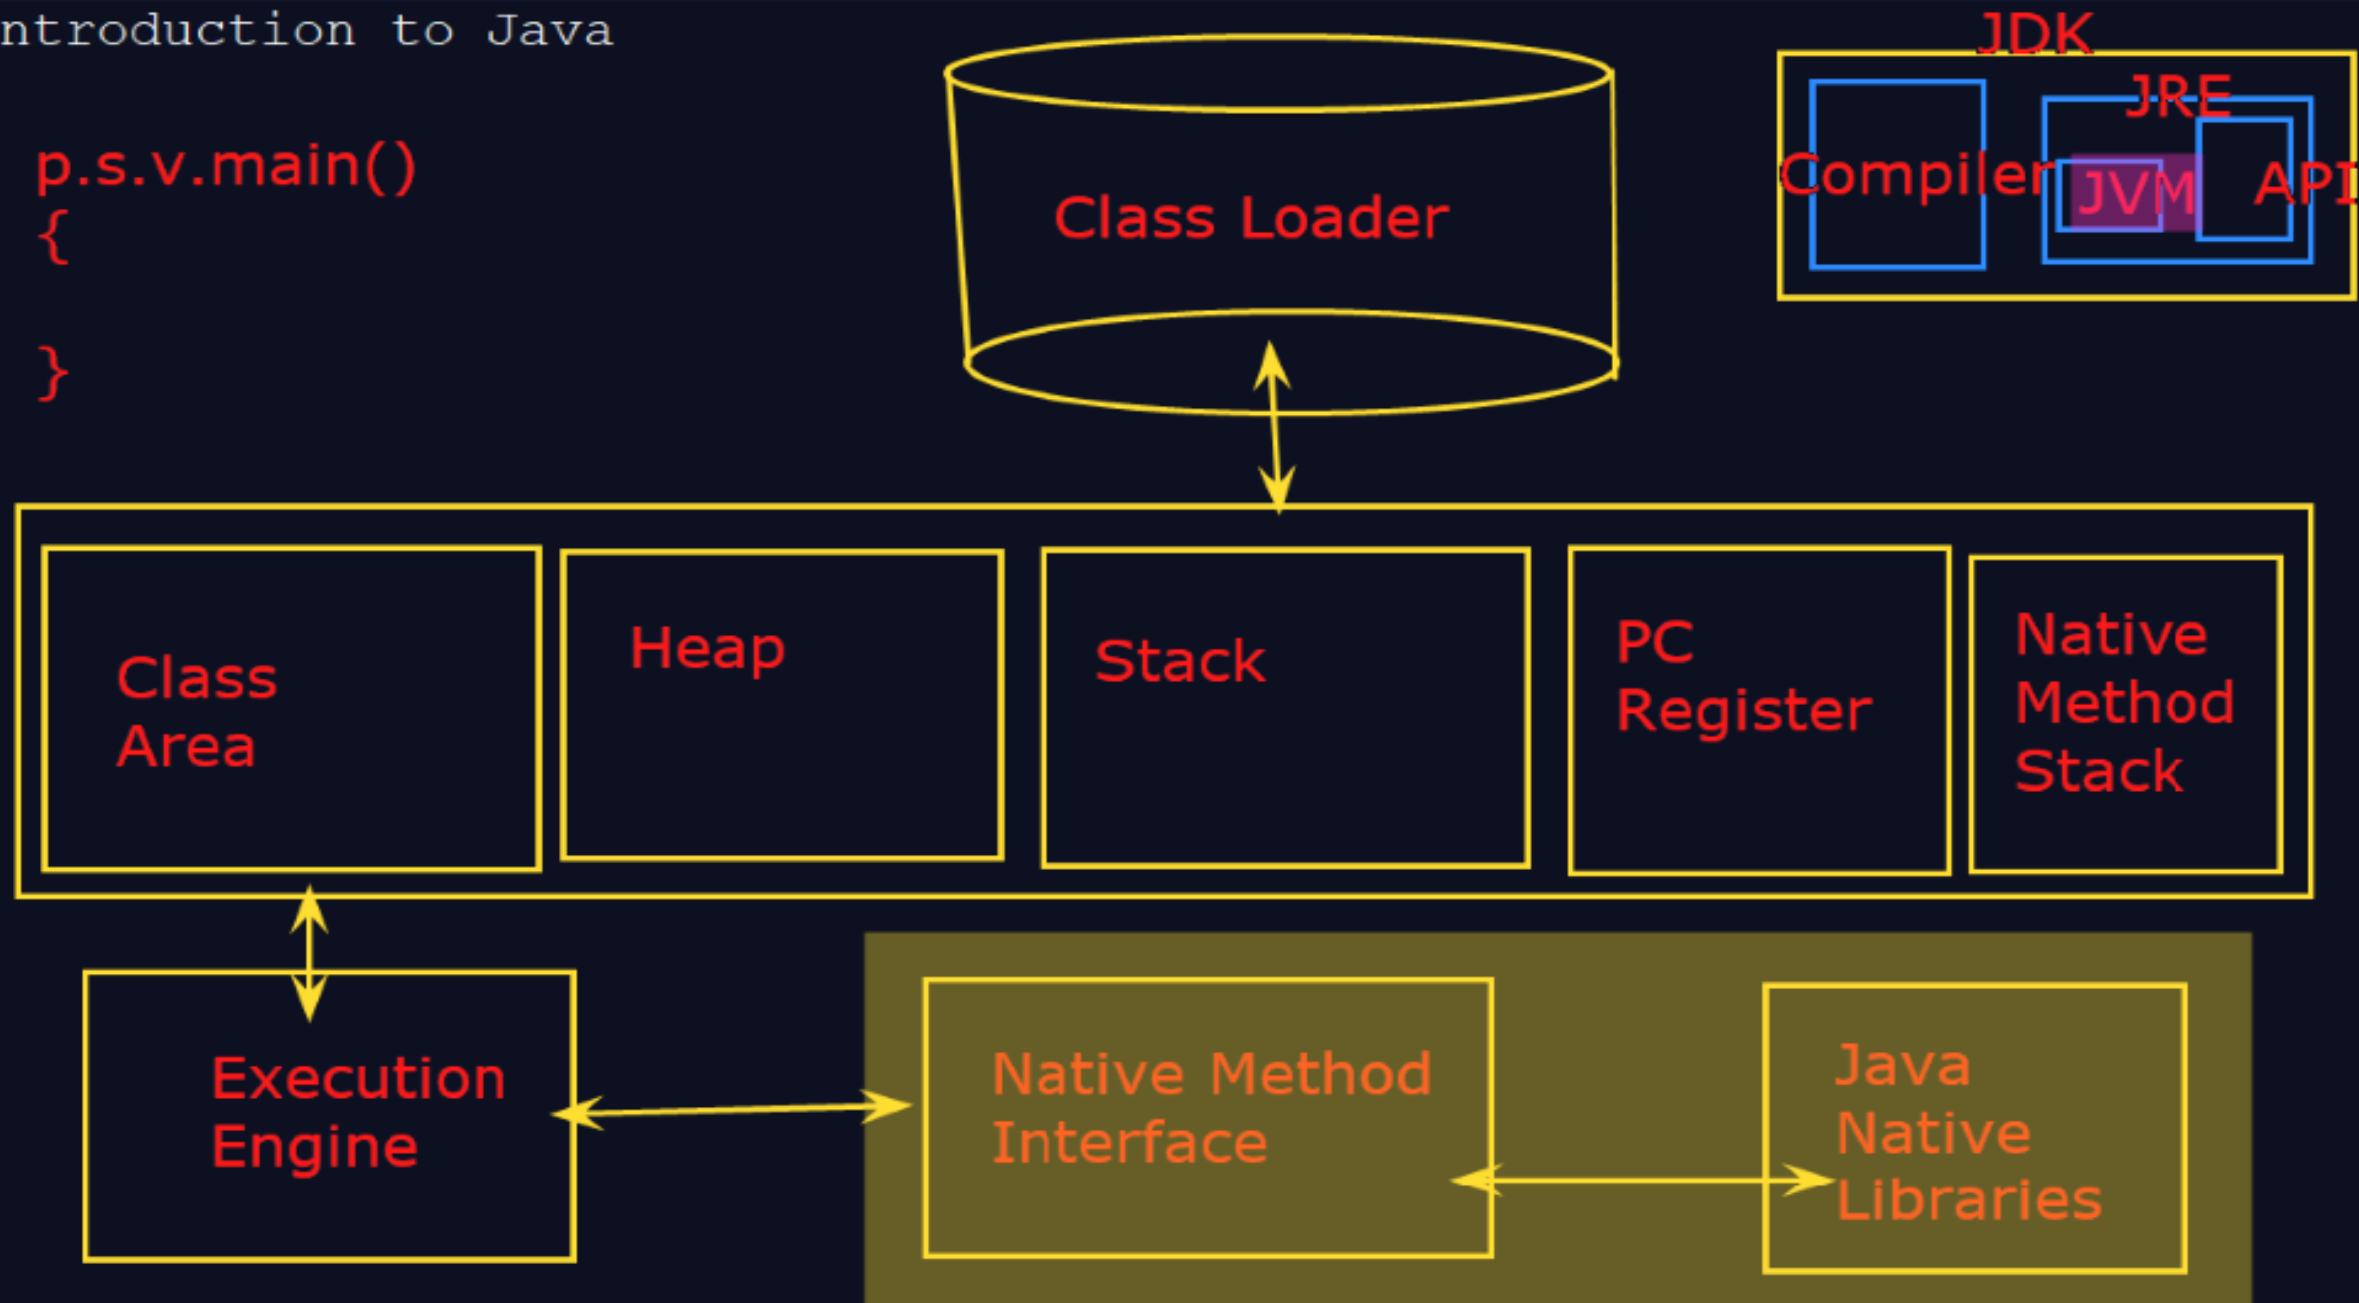 ntroduction to Java
JDK
JRE
Compiler
JVM
API
p.s.v.main()
{
}
Class Loader
Class
Area
Heap
Stack
PC
Register
Native
Method
Stack
Execution
Engine
Native Method
Interface
Java
Native
Libraries